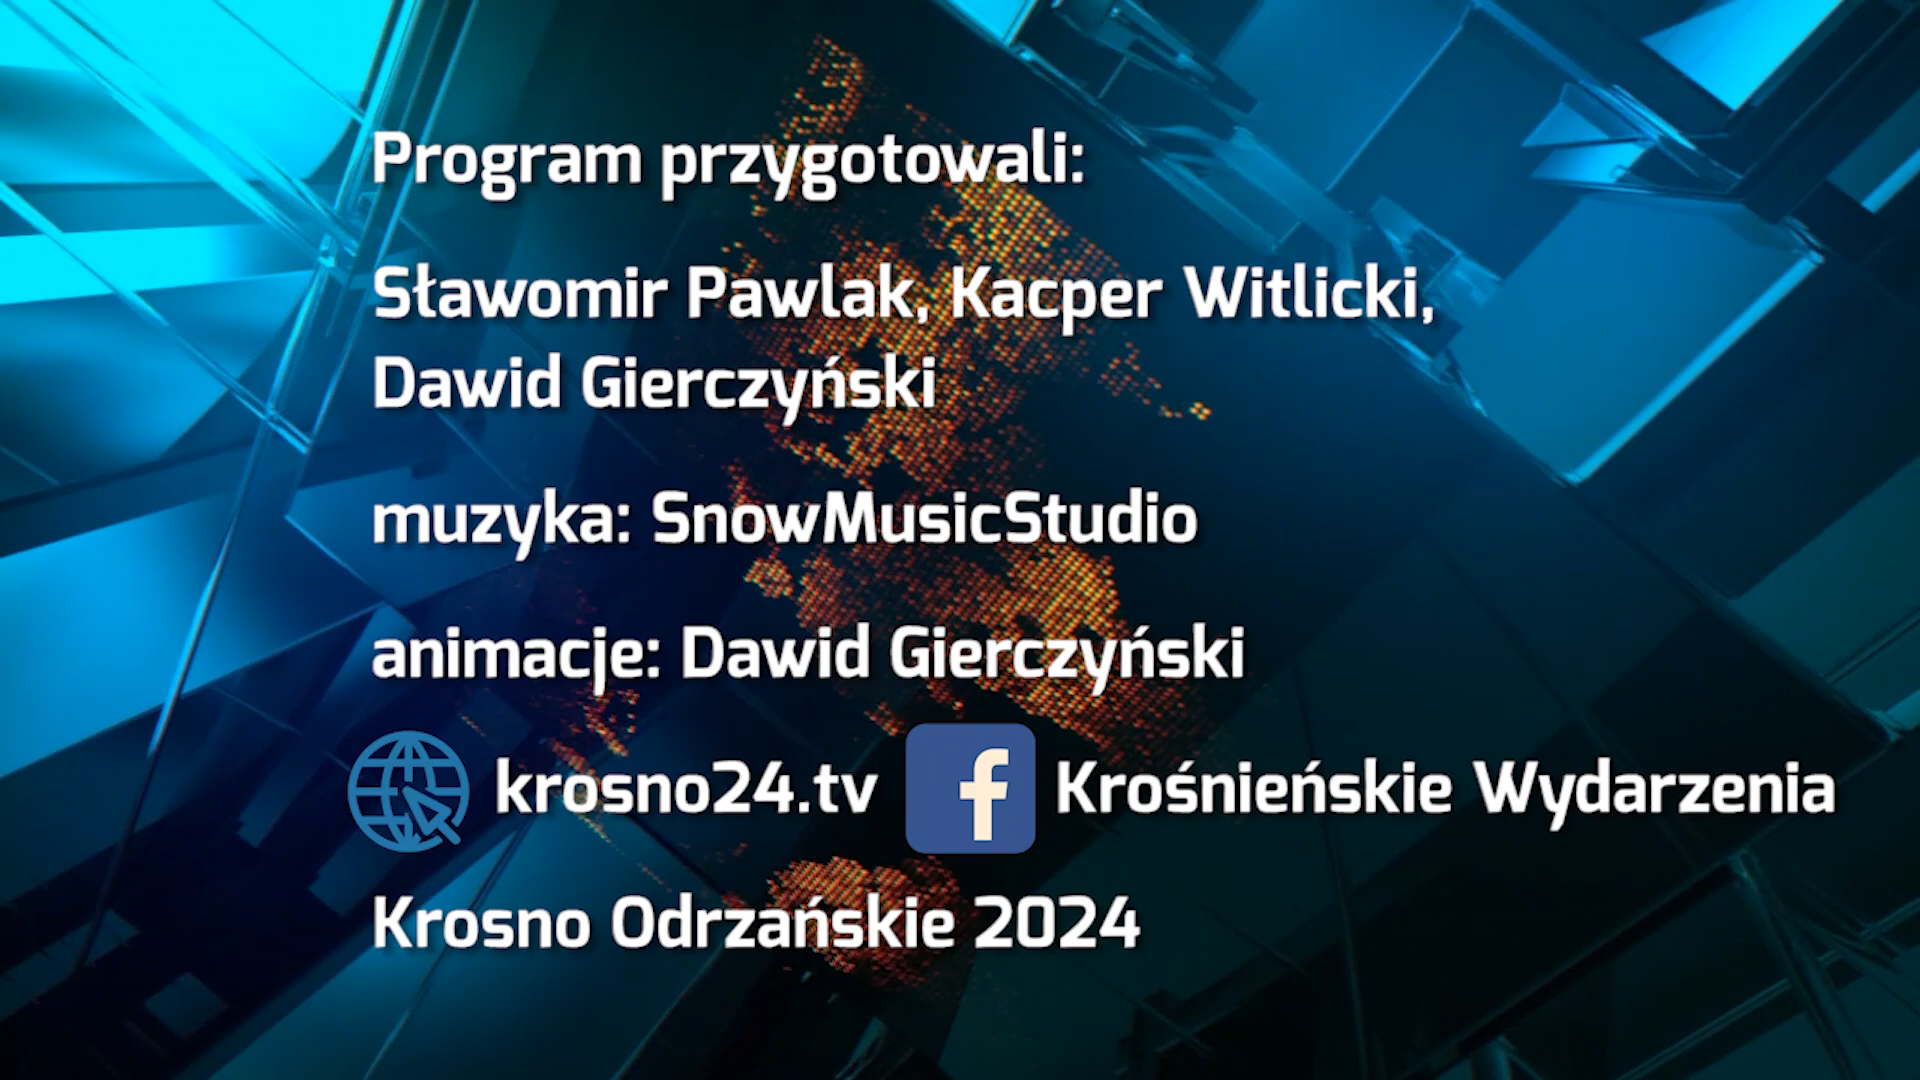 Program przygotowali:
Sławomir Pawlak, Kacper Witlicki,
Dawid Gierczyński
muzyka: SnowMusicStudio
animacje: Dawid Gierczyński
krosno24.tv f Krośnieńskie Wydarzenia
Krosno Odrzańskie 2024